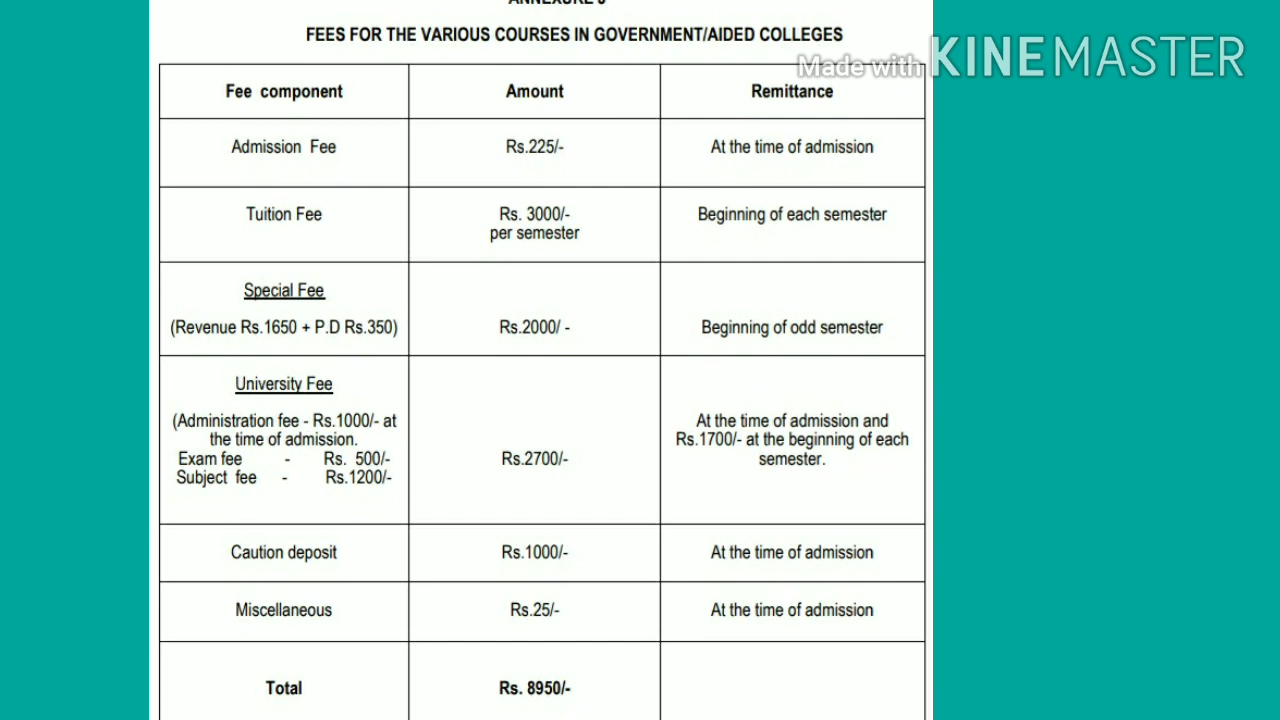 ANNEXURE
FEES FOR THE VARIOUS COURSES IN GOVERNMENT/AIDED COLLEGES
Made with KINEMASTER
Fee component Amount Remittance
Admission Fee Rs.225/- At the time of admission
Tuition Fee Rs. 3000/- Beginning of each semester
per semester
Special Fee
(Revenue Rs.1650 + P.D Rs.350) Rs.2000/ - Beginning of odd semester
University Fee
(Administration fee - Rs.1000/- at At the time of admission and
the time of admission. Rs.1700/- at the beginning of each
Exam fee - Rs. 500/- Rs.2700/- semester.
Subject fee - Rs.1200/-
Caution deposit Rs.1000/- At the time of admission
Miscellaneous Rs.25/- At the time of admission
Total Rs. 8950/-